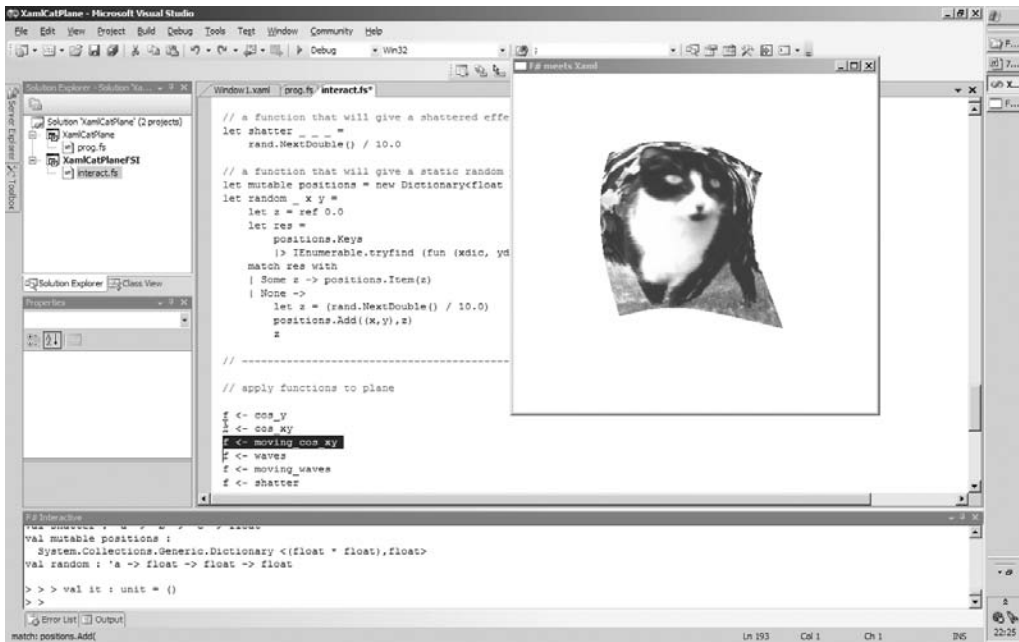 XamlCatPlane - Microsoft Visual Studio
File Edit View Project Build Debug Tools Test Window Community Help
Debug
Win32
F# meets Xaml
Solution Explorer - Solution 'Xa...
Window1.xaml prog.fs interact.fs*
Server Explorer
Toolbox
Solution 'XamlCatPlane' (2 projects)
XamlCatPlane
prog.fs
XamlCatPlaneFSI
interact.fs
Solution Explorer Class View
Properties
// a function that will give a shattered effe
let shatter _ _ _ =
rand.NextDouble() / 10.0
// a function that will give a static random
let mutable positions = new Dictionary<float
let random _ x y =
let z = ref 0.0
let res =
positions.Keys
|> IEnumerable.tryfind (fun (xdic, yd
match res with
| Some z -> positions.Item(z)
| None ->
let z = (rand.NextDouble() / 10.0)
positions.Add((x,y),z)
z
// ----------------------------------------
// apply functions to plane
f <- cos_y
f <- cos_xy
f <- moving_cos_xy
f <- waves
f <- moving_waves
f <- shatter
F# Interactive
val shatter : 'a -> 'b -> 'c -> float
val mutable positions :
System.Collections.Generic.Dictionary <(float * float),float>
val random : 'a -> float -> float -> float
> > > val it : unit = ()
> >
Error List Output
match: positions.Add(
Ln 193 Col 1 Ch 1 INS
F...
7...
X...
F...
22:25